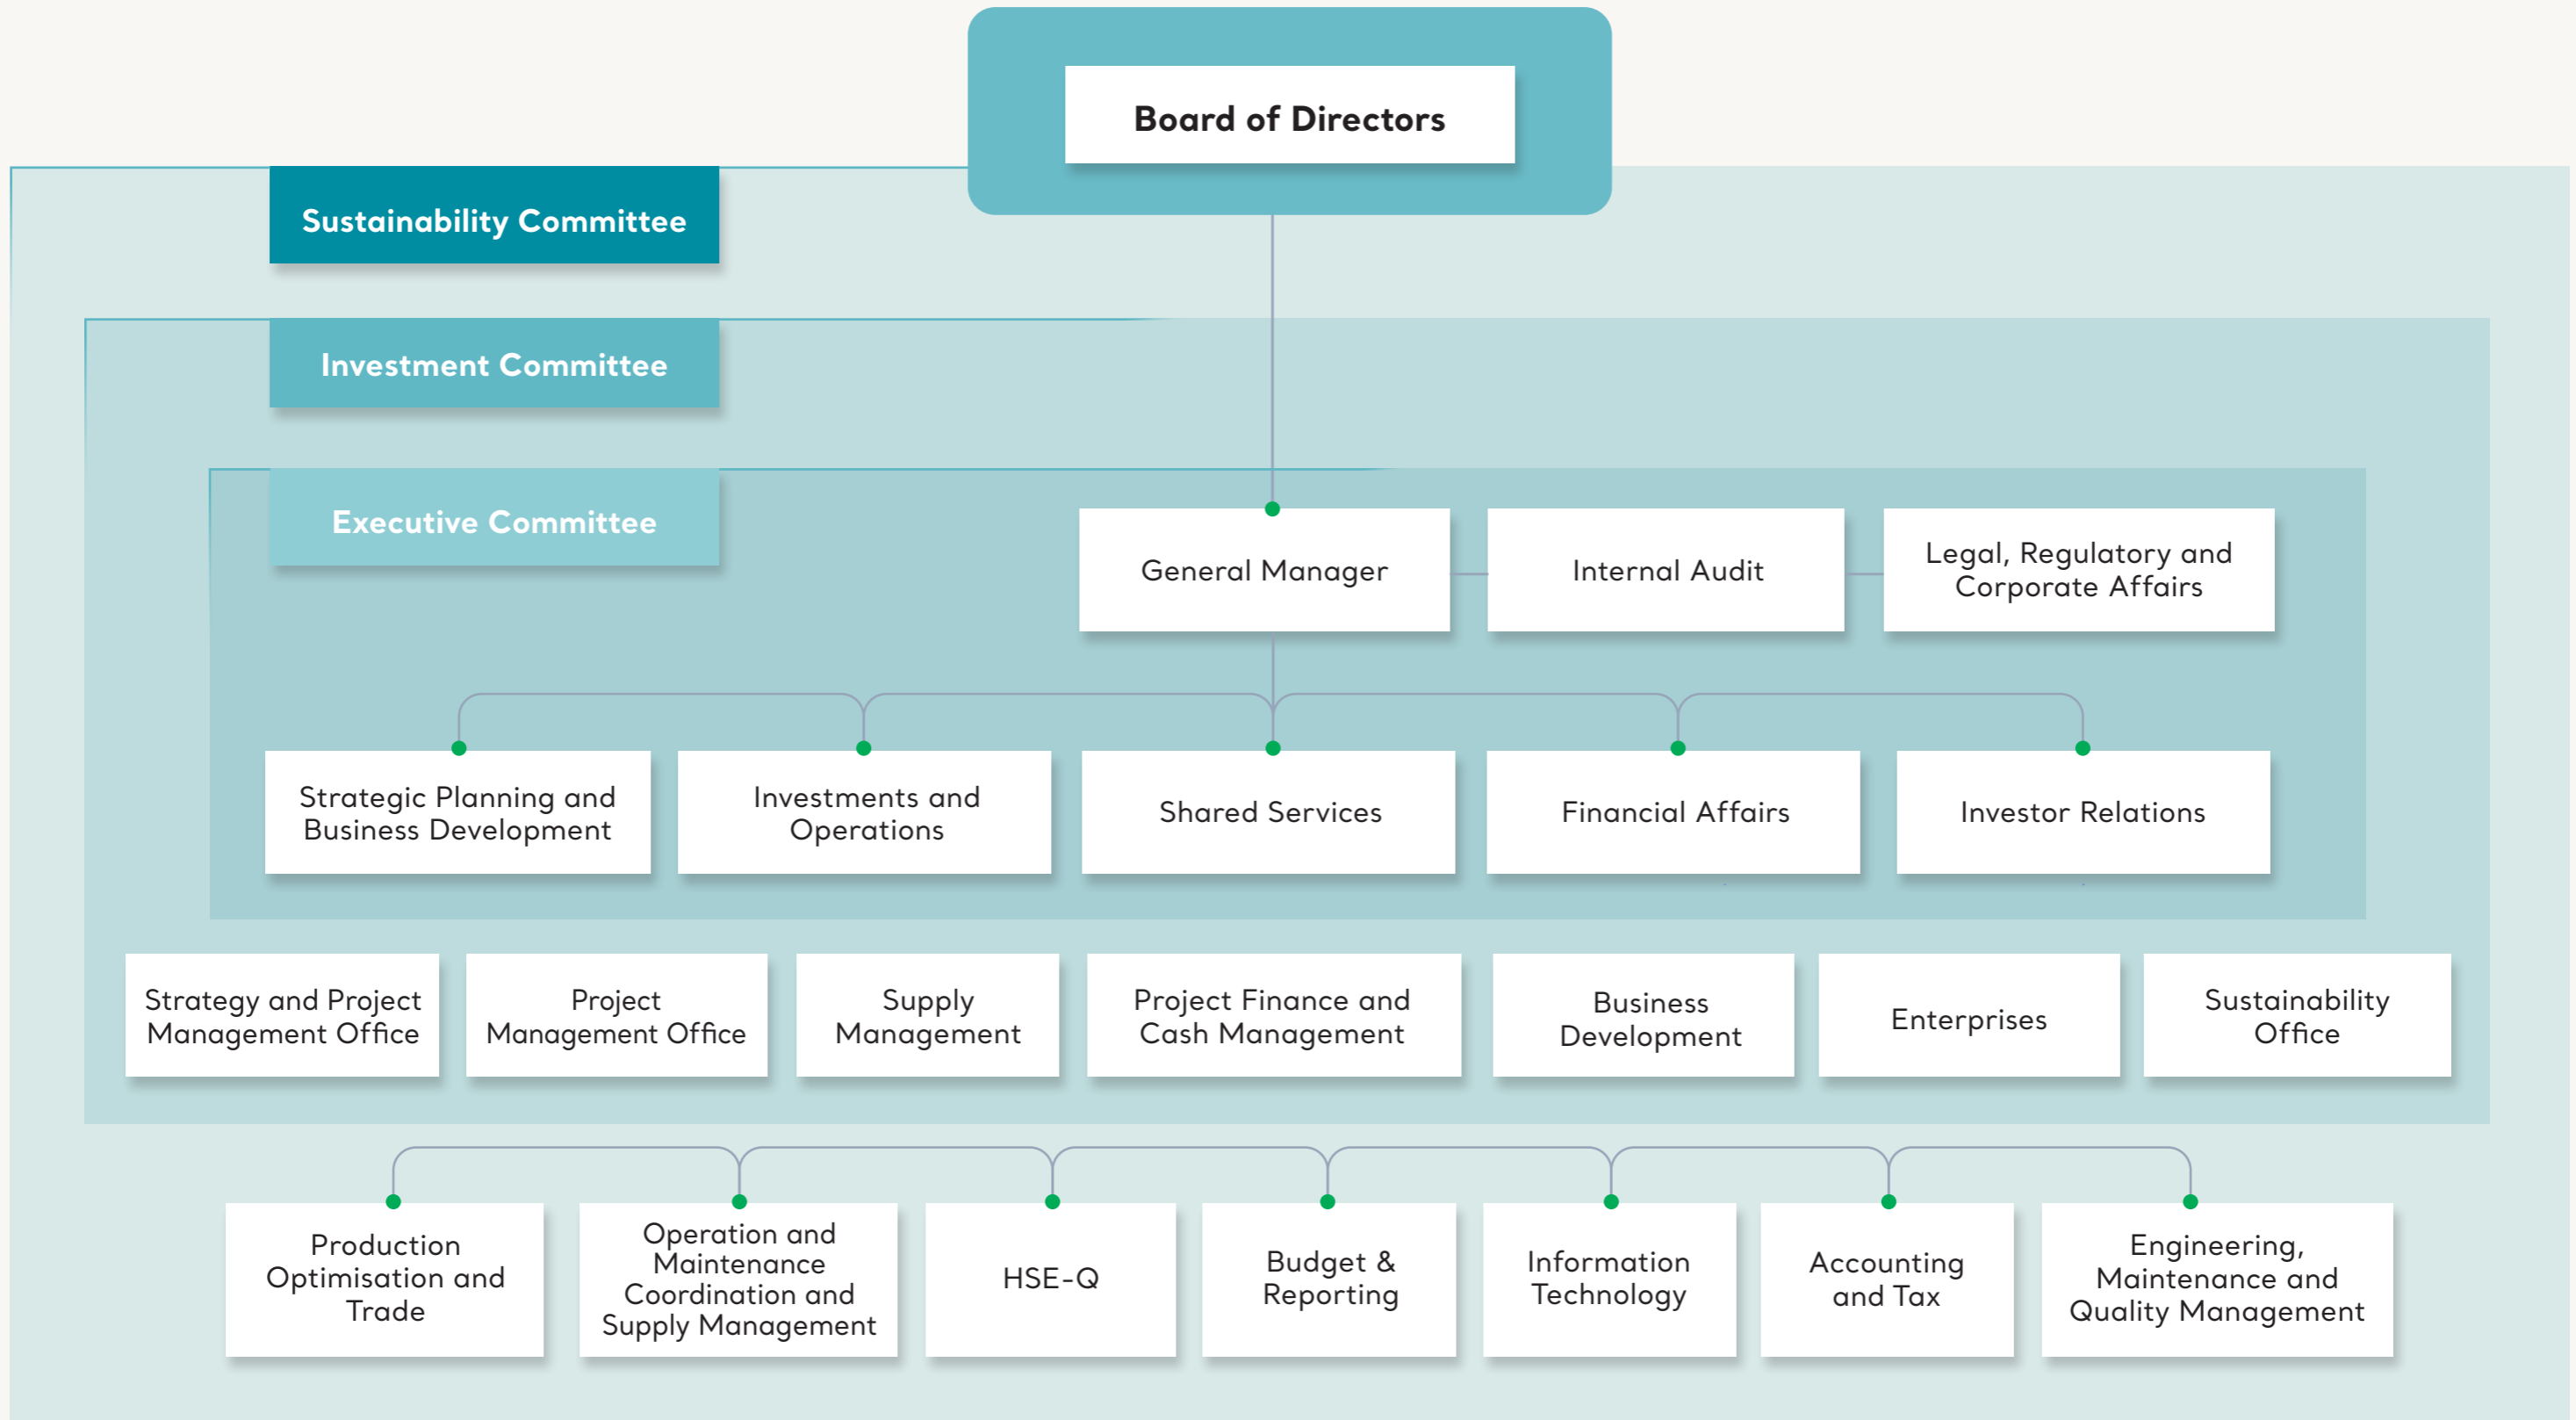 Board of Directors
Sustainability Committee
Investment Committee
Executive Committee
General Manager
Internal Audit
Legal, Regulatory and
Corporate Affairs
Strategic Planning and
Business Development
Investments and
Operations
Shared Services
Financial Affairs
Investor Relations
Strategy and Project
Management Office
Project
Management Office
Supply
Management
Project Finance and
Cash Management
Business
Development
Enterprises
Sustainability
Office
Production
Optimisation and
Trade
Operation and
Maintenance
Coordination and
Supply Management
HSE-Q
Budget &
Reporting
Information
Technology
Accounting
and Tax
Engineering,
Maintenance and
Quality Management